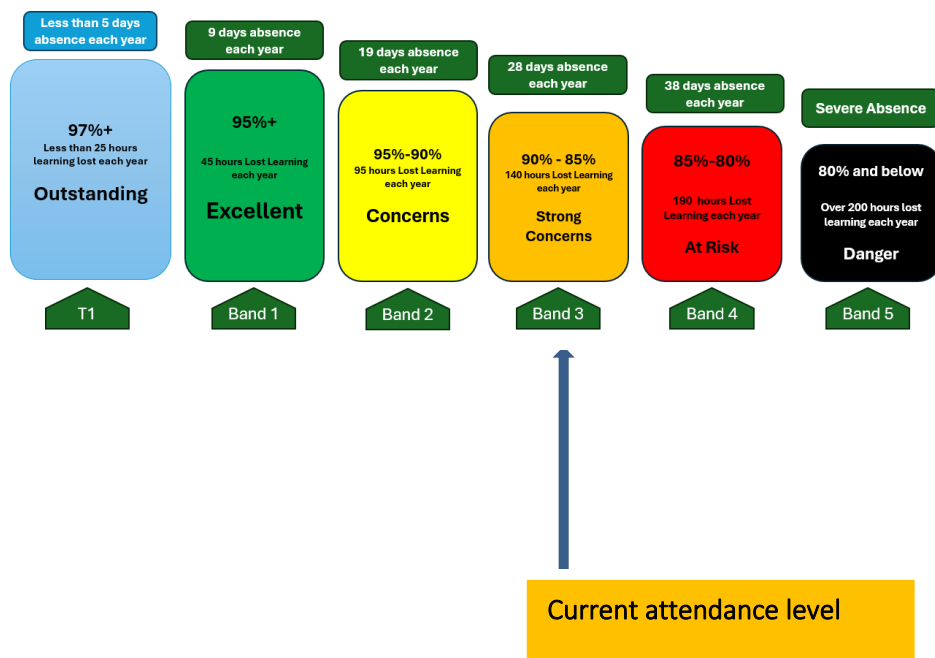 Less than 5 days
absence each year
97%+
Less than 25 hours
learning lost each year
Outstanding
T1
9 days absence
each year
95%+
45 hours Lost Learning
each year
Excellent
Band 1
19 days absence
each year
95%-90%
95 hours Lost Learning
each year
Concerns
Band 2
28 days absence
each year
90% - 85%
140 hours Lost Learning
each year
Strong
Concerns
Band 3
38 days absence
each year
85%-80%
190 hours Lost
Learning each year
At Risk
Band 4
Severe Absence
80% and below
Over 200 hours lost
learning each year
Danger
Band 5
Current attendance level